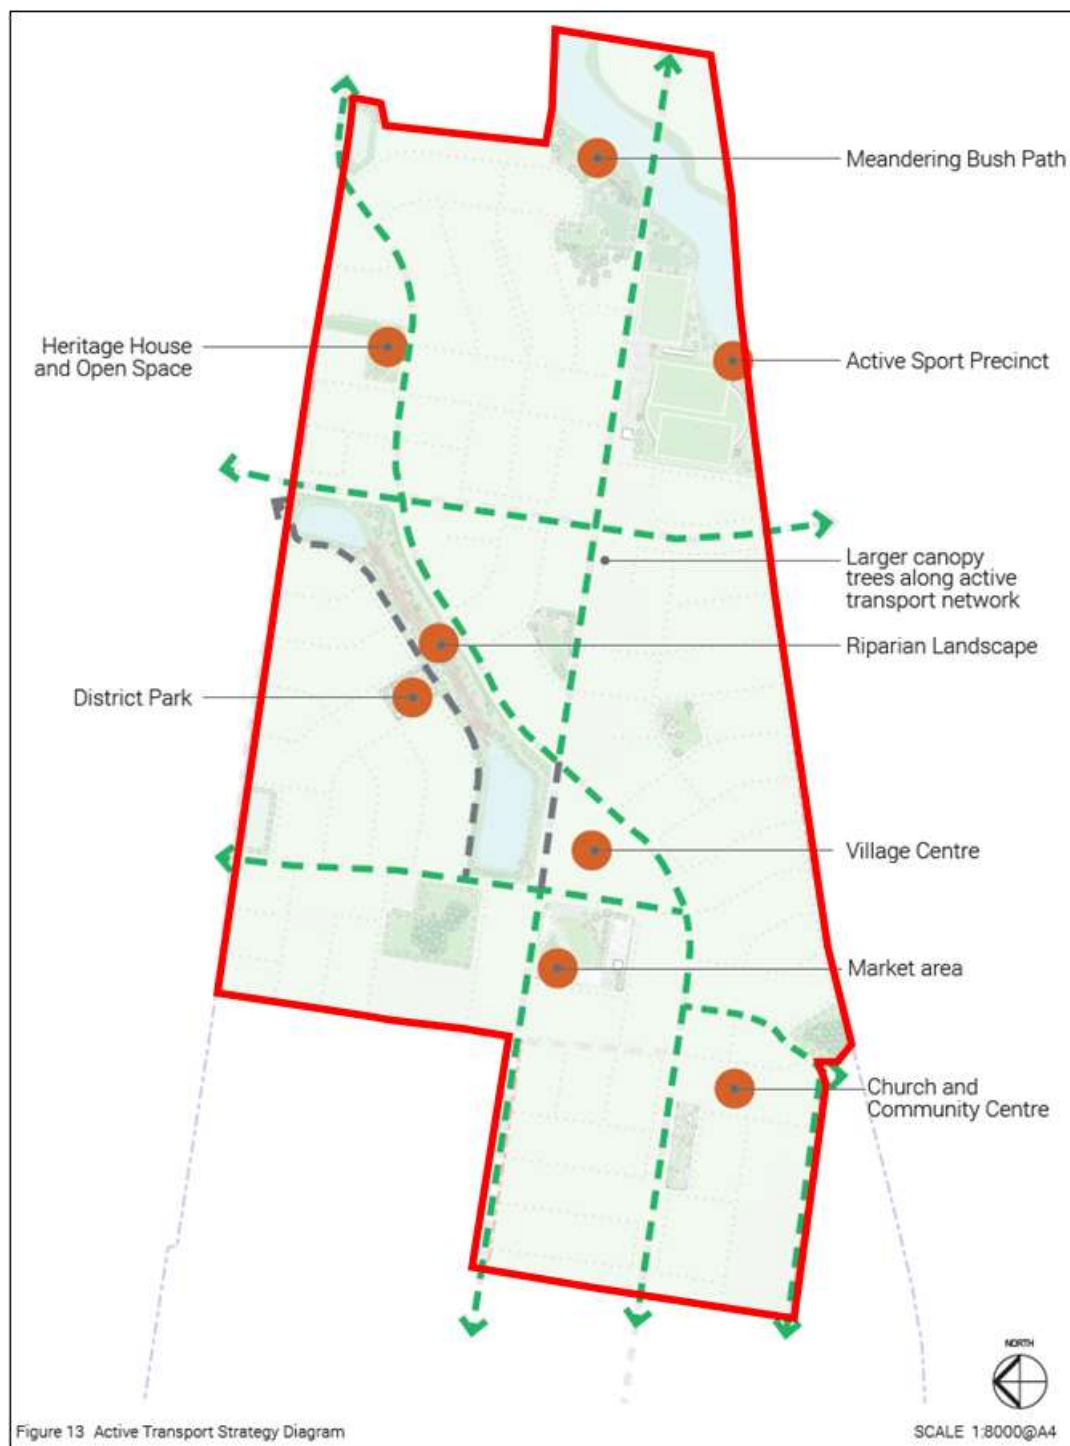 Meandering Bush Path
Heritage House
and Open Space
Active Sport Precinct
Larger canopy
trees along active
transport network
Riparian Landscape
District Park
Village Centre
Market area
Church and
Community Centre
NORTH
Figure 13 Active Transport Strategy Diagram
SCALE 1:8000@A4